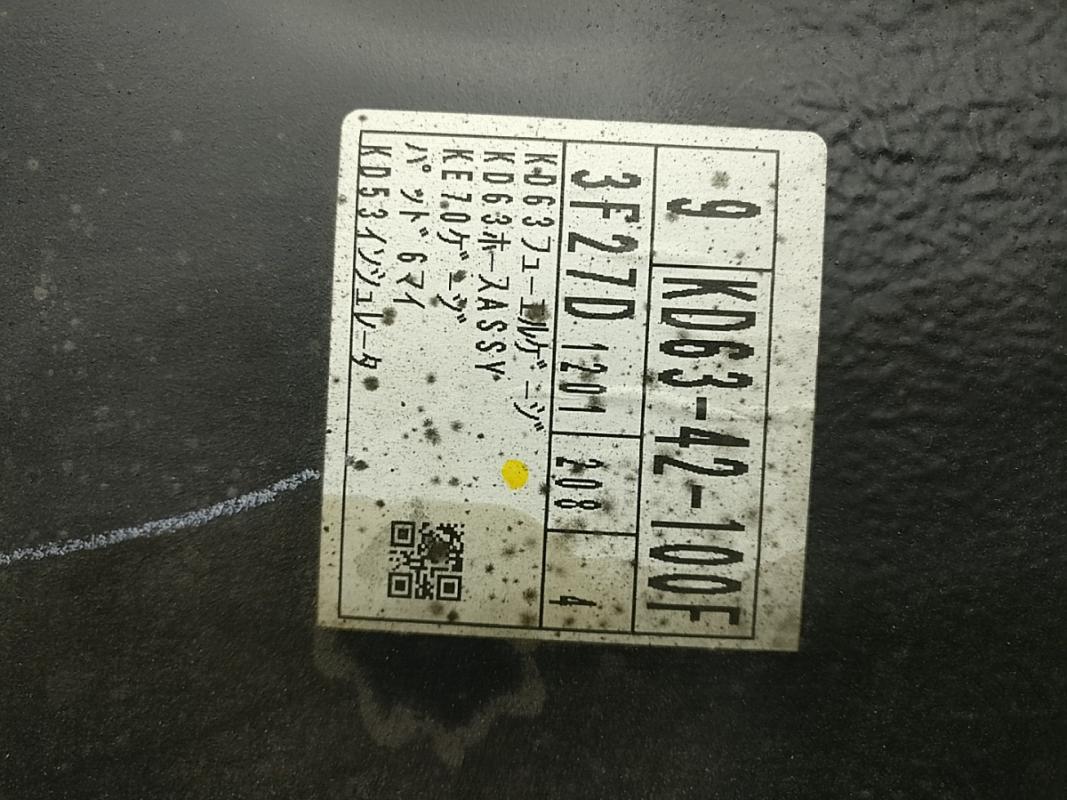 9 KD63-42-100F
3F27D 1201 208 4
KD63フューエルゲージ
KD63ホースASSY
KE70ゲージ
バンド6マイ
KD53インシュレータ